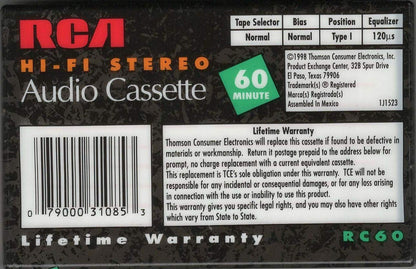 RCA
HI-FI STEREO
Audio Cassette
60
MINUTE
Tape Selector Bias Position Equalizer
Normal Normal Type I 120µs
©1998 Thomson Consumer Electronics, Inc.
Product Exchange Center, 32B Spur Drive
El Paso, Texas 79906
Trademark(s) ® Registered
Marca(s) Registrada(s)
Assembled in Mexico 1J1523
Lifetime Warranty
Thomson Consumer Electronics will replace this cassette if found to be defective in
materials or workmanship. Return it postage prepaid to the address below for
prompt, no charge replacement with a current equivalent cassette.
This replacement is TCE's sole obligation under this warranty. TCE will not be
responsible for any incidental or consequential damages, or for any loss arising
in connection with the use or inability to use this product.
This warranty gives you specific legal rights, and you may also have other rights
which vary from State to State.
0 79000 31085 3
Lifetime Warranty
RC60